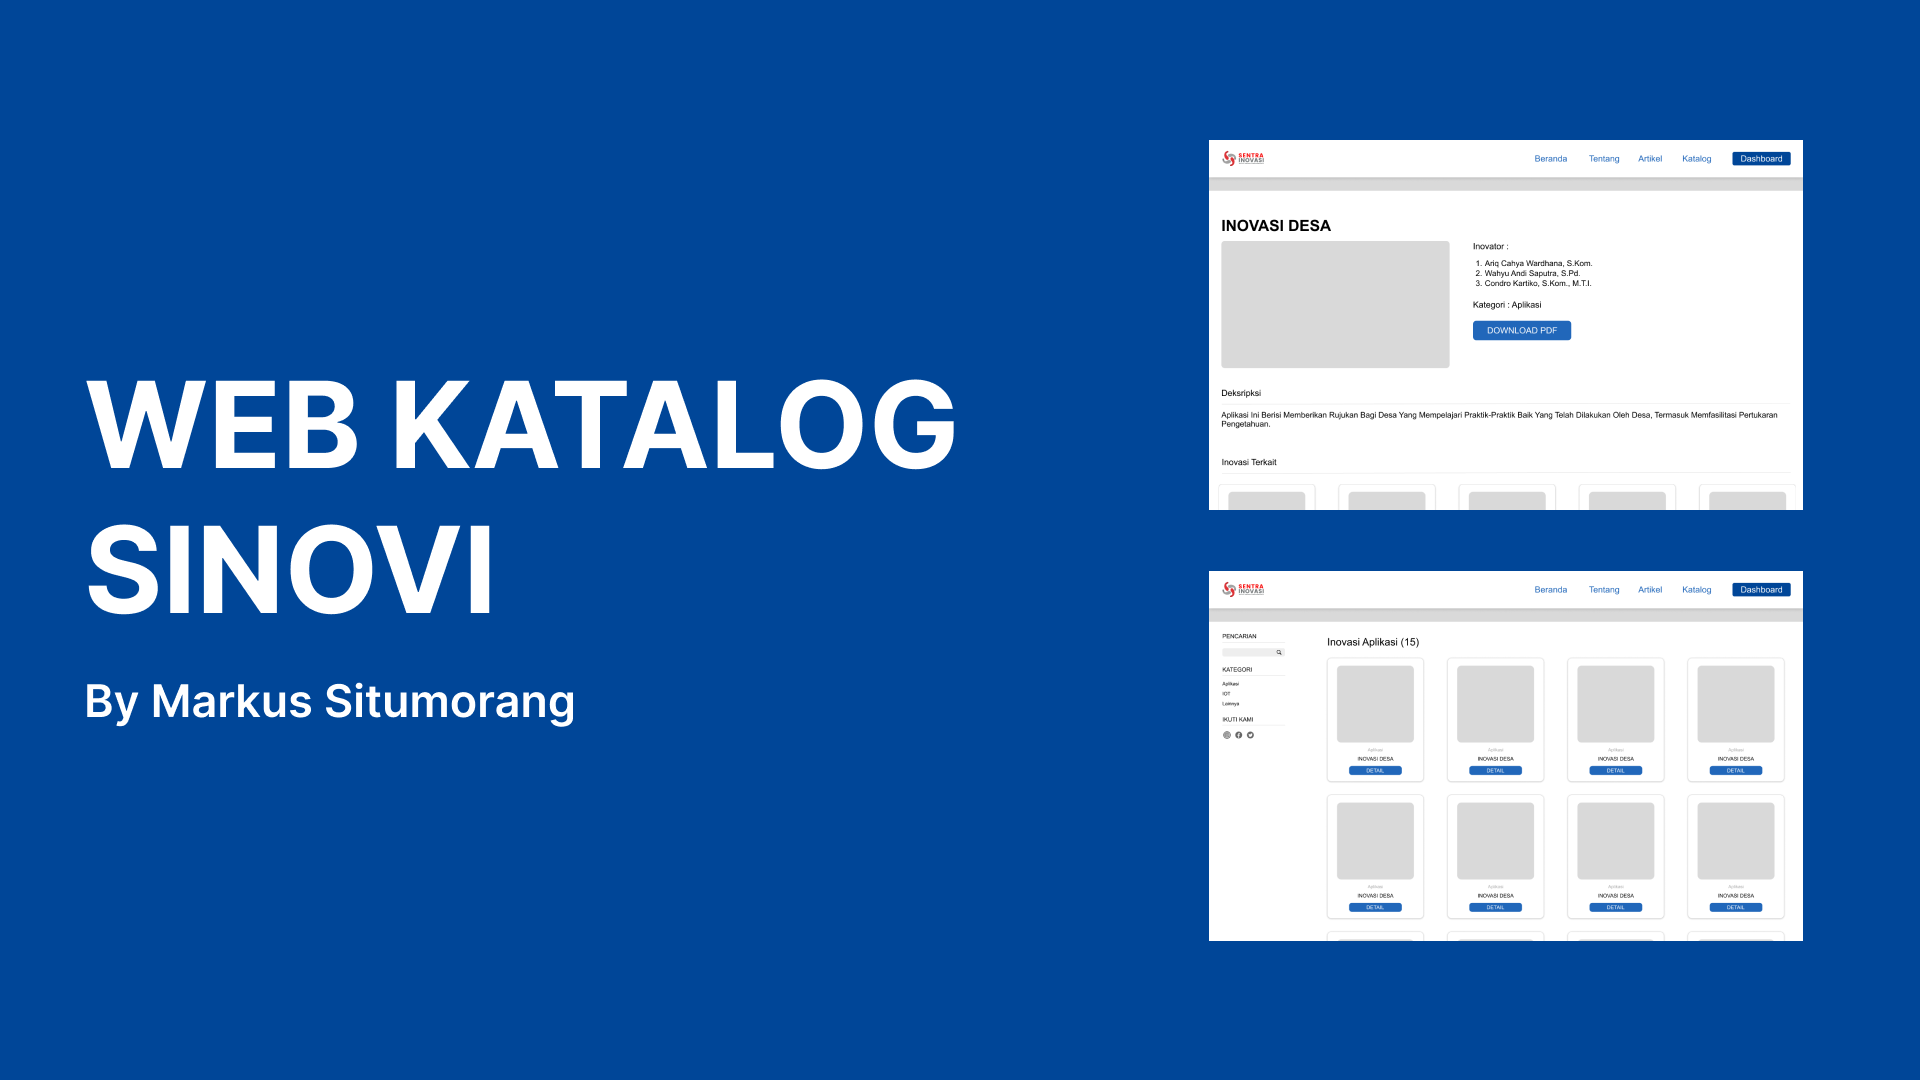 WEB KATALOG
SINOVI
By Markus Situmorang
SENTRA
INOVASI
Beranda Tentang Artikel Katalog Dashboard
INOVASI DESA
Inovator :
1. Ariq Cahya Wardhana, S.Kom.
2. Wahyu Andi Saputra, S.Pd.
3. Condro Kartiko, S.Kom., M.T.I.
Kategori : Aplikasi
DOWNLOAD PDF
Deksripksi
Aplikasi Ini Berisi Memberikan Rujukan Bagi Desa Yang Mempelajari Praktik-Praktik Baik Yang Telah Dilakukan Oleh Desa, Termasuk Memfasilitasi Pertukaran
Pengetahuan.
Inovasi Terkait
SENTRA
INOVASI
Beranda Tentang Artikel Katalog Dashboard
PENCARIAN
KATEGORI
Aplikasi
IOT
Lainnya
IKUTI KAMI
Inovasi Aplikasi (15)
Aplikasi Aplikasi Aplikasi Aplikasi
INOVASI DESA INOVASI DESA INOVASI DESA INOVASI DESA
DETAIL DETAIL DETAIL DETAIL
Aplikasi Aplikasi Aplikasi Aplikasi
INOVASI DESA INOVASI DESA INOVASI DESA INOVASI DESA
DETAIL DETAIL DETAIL DETAIL